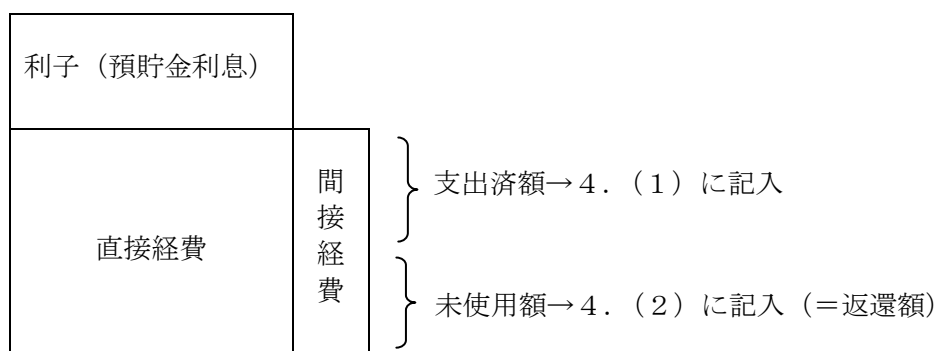 利子（預貯金利息）
直接経費
間接経費
支出済額→４．（１）に記入
未使用額→４．（２）に記入（＝返還額）